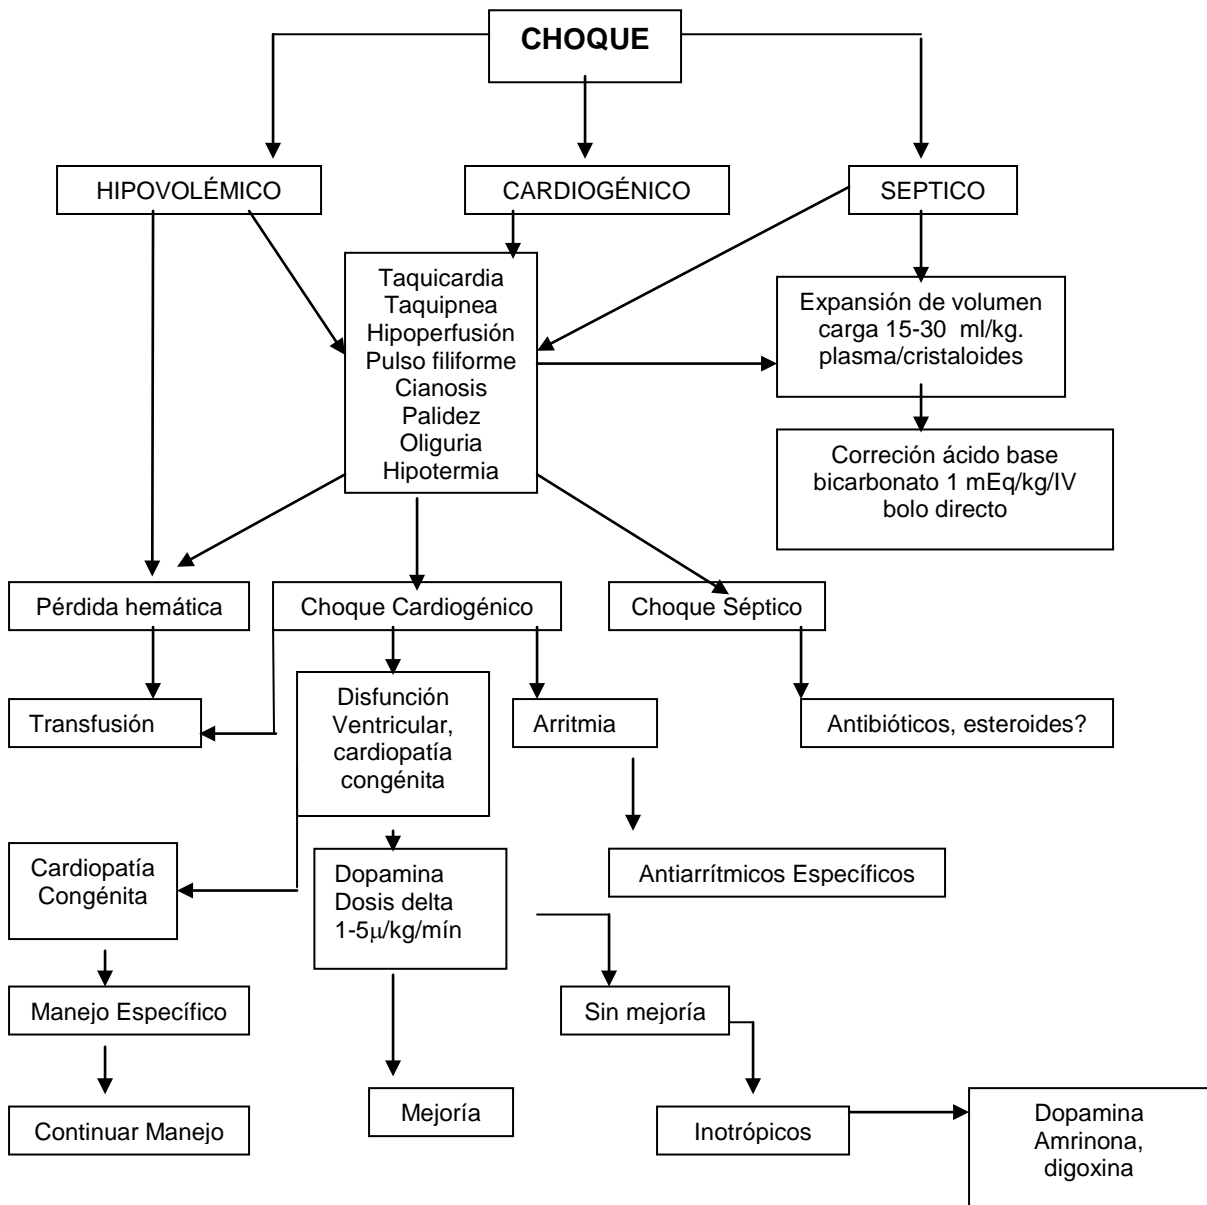 CHOQUE
HIPOVOLÉMICO
CARDIOGÉNICO
SEPTICO
Taquicardia
Taquipnea
Hipoperfusión
Pulso filiforme
Cianosis
Palidez
Oliguria
Hipotermia
Expansión de volumen
carga 15-30 ml/kg.
plasma/cristaloides
Correción ácido base
bicarbonato 1 mEq/kg/IV
bolo directo
Pérdida hemática
Choque Cardiogénico
Choque Séptico
Transfusión
Disfunción
Ventricular,
cardiopatía
congénita
Arritmia
Antibióticos, esteroides?
Cardiopatía
Congénita
Dopamina
Dosis delta
1-5μ/kg/mín
Antiarrítmicos Específicos
Manejo Específico
Sin mejoría
Continuar Manejo
Mejoría
Inotrópicos
Dopamina
Amrinona,
digoxina